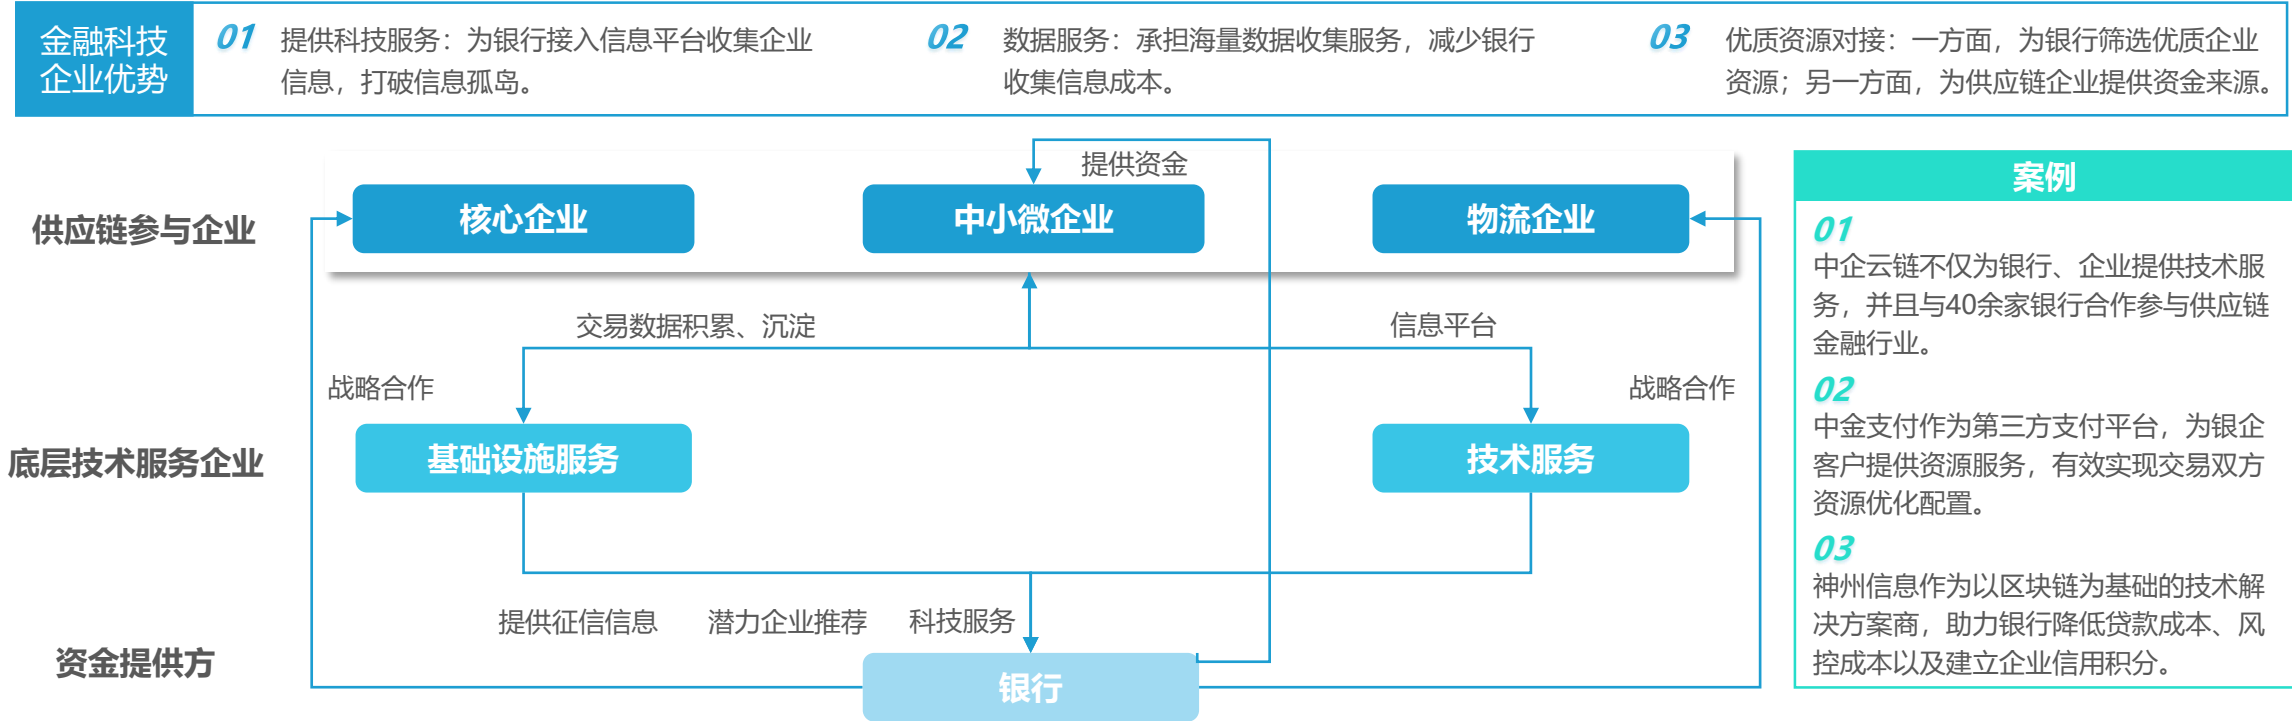 金融科技
企业优势
01
提供科技服务：为银行接入信息平台收集企业
信息，打破信息孤岛。
02
数据服务：承担海量数据收集服务，减少银行
收集信息成本。
03
优质资源对接：一方面，为银行筛选优质企业
资源；另一方面，为供应链企业提供资金来源。
提供资金
供应链参与企业
核心企业
中小微企业
物流企业
交易数据积累、沉淀
信息平台
战略合作
战略合作
底层技术服务企业
基础设施服务
技术服务
提供征信信息
潜力企业推荐
科技服务
资金提供方
银行
案例
01
中企云链不仅为银行、企业提供技术服
务，并且与40余家银行合作参与供应链
金融行业。
02
中金支付作为第三方支付平台，为银企
客户提供资源服务，有效实现交易双方
资源优化配置。
03
神州信息作为以区块链为基础的技术解
决方案商，助力银行降低贷款成本、风
控成本以及建立企业信用积分。